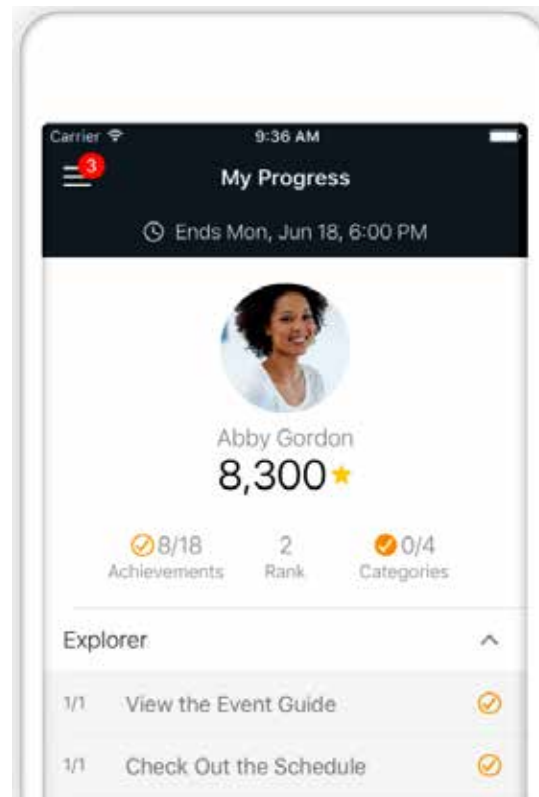 Carrier 9:36 AM
3
My Progress
Ends Mon, Jun 18, 6:00 PM
Abby Gordon
8,300
8/18 2 0/4
Achievements Rank Categories
Explorer
1/1 View the Event Guide
1/1 Check Out the Schedule